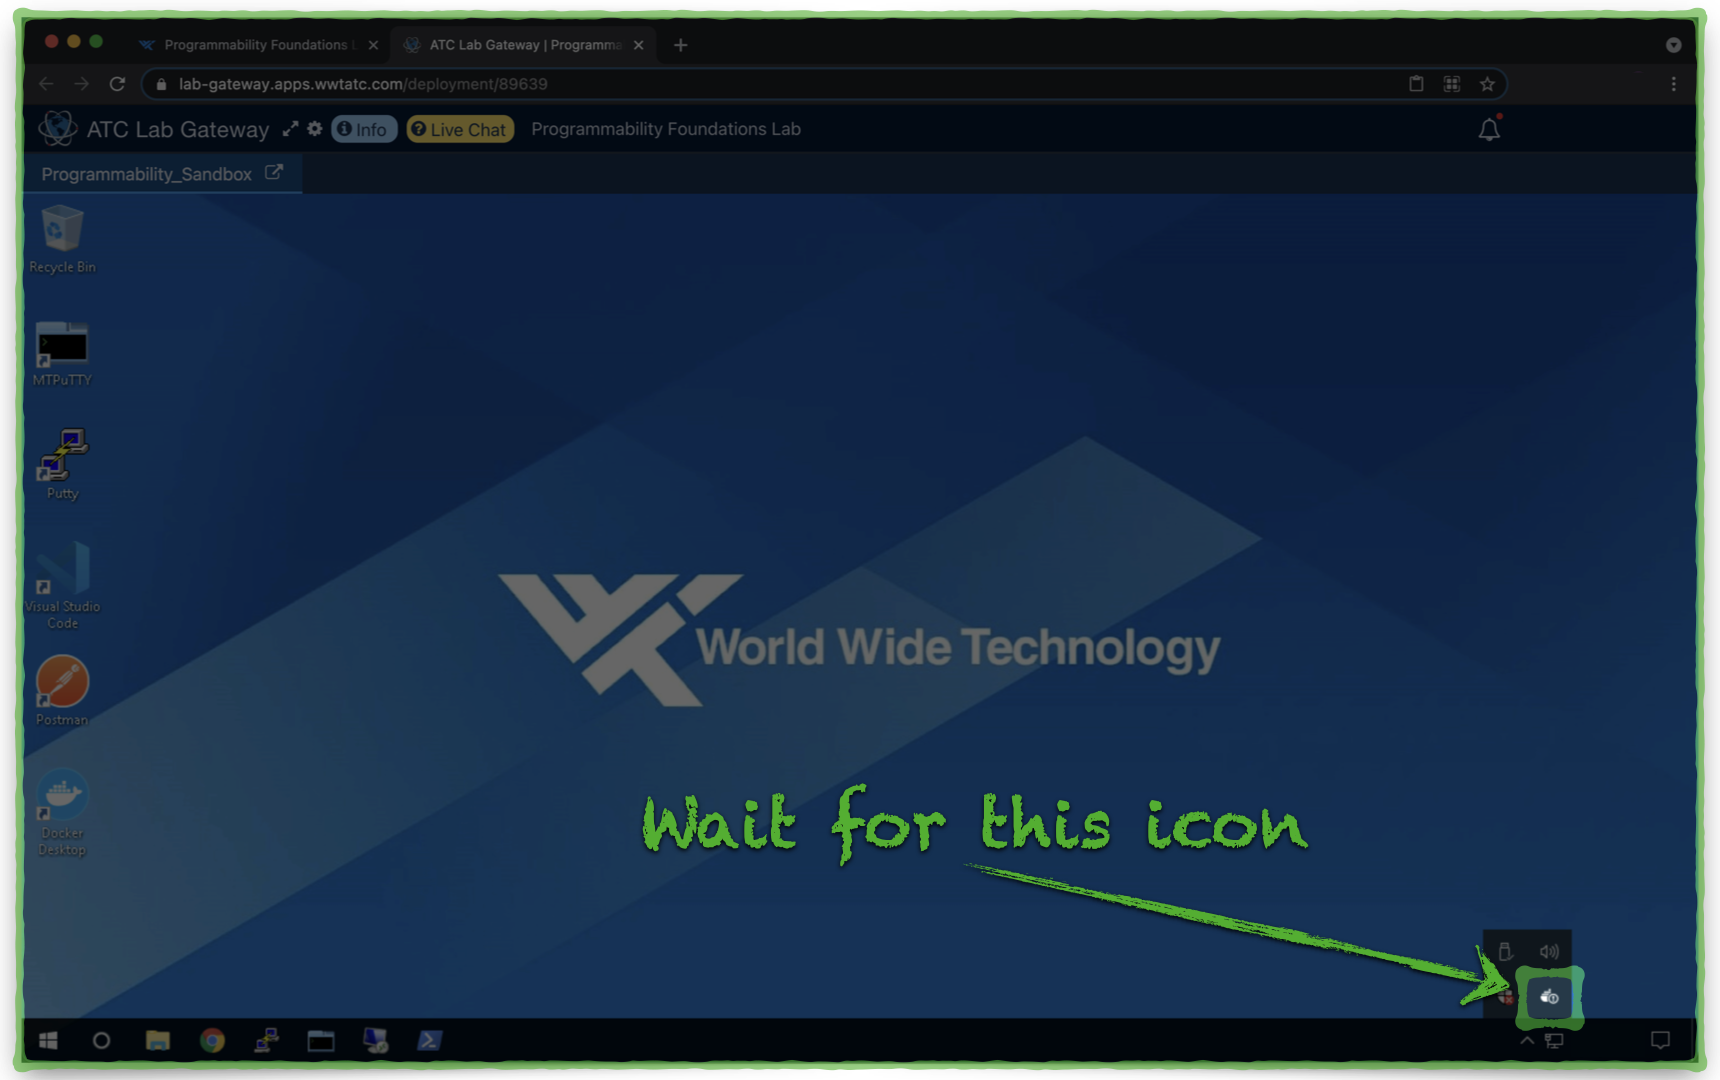 Programmability Foundations L
ATC Lab Gateway | Programma
lab-gateway.apps.wwtatc.com/deployment/89639
ATC Lab Gateway
Info
Live Chat
Programmability Foundations Lab
Programmability_Sandbox
Recycle Bin
MTPuTTY
Putty
Visual Studio
Code
Postman
Docker
Desktop
World Wide Technology
Wait for this icon